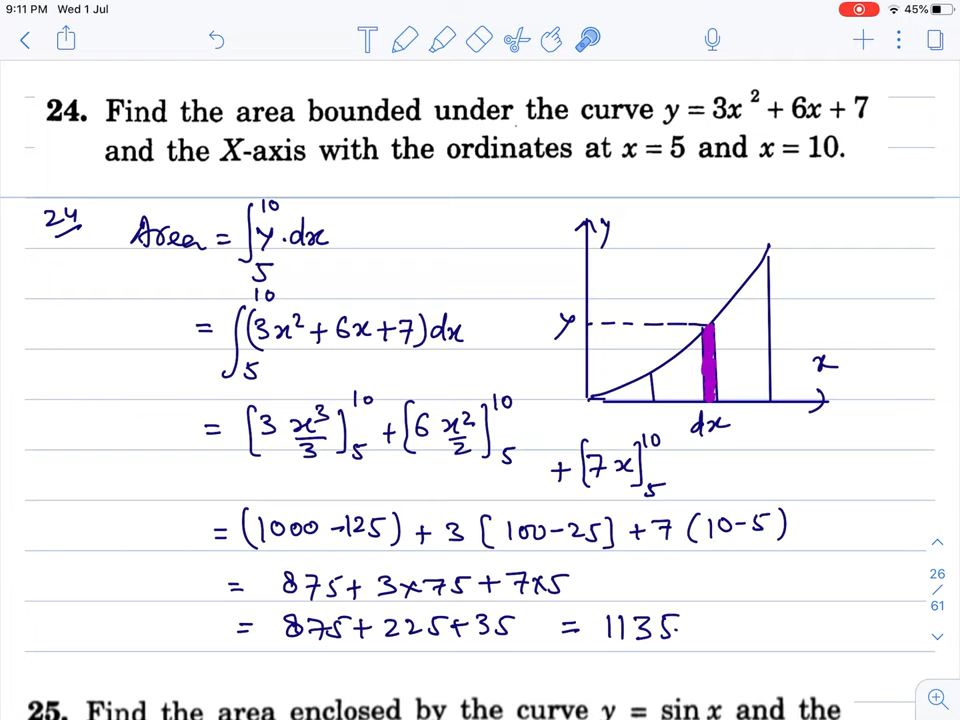 9:11 PM Wed 1 Jul 45%
24. Find the area bounded under the curve y = 3x² + 6x + 7
and the X-axis with the ordinates at x = 5 and x = 10.
24 Area = ∫₅¹⁰ y.dx
= ∫₅¹⁰ (3x² + 6x + 7) dx
= [3 x³/3]₅¹⁰ + [6 x²/2]₅¹⁰ + [7x]₅¹⁰
= (1000 - 125) + 3 [100 - 25] + 7 (10 - 5)
= 875 + 3×75 + 7×5
= 875 + 225 + 35 = 1135.
y
y
x
dx
26
/
61
25. Find the area enclosed by the curve y = sin x and the